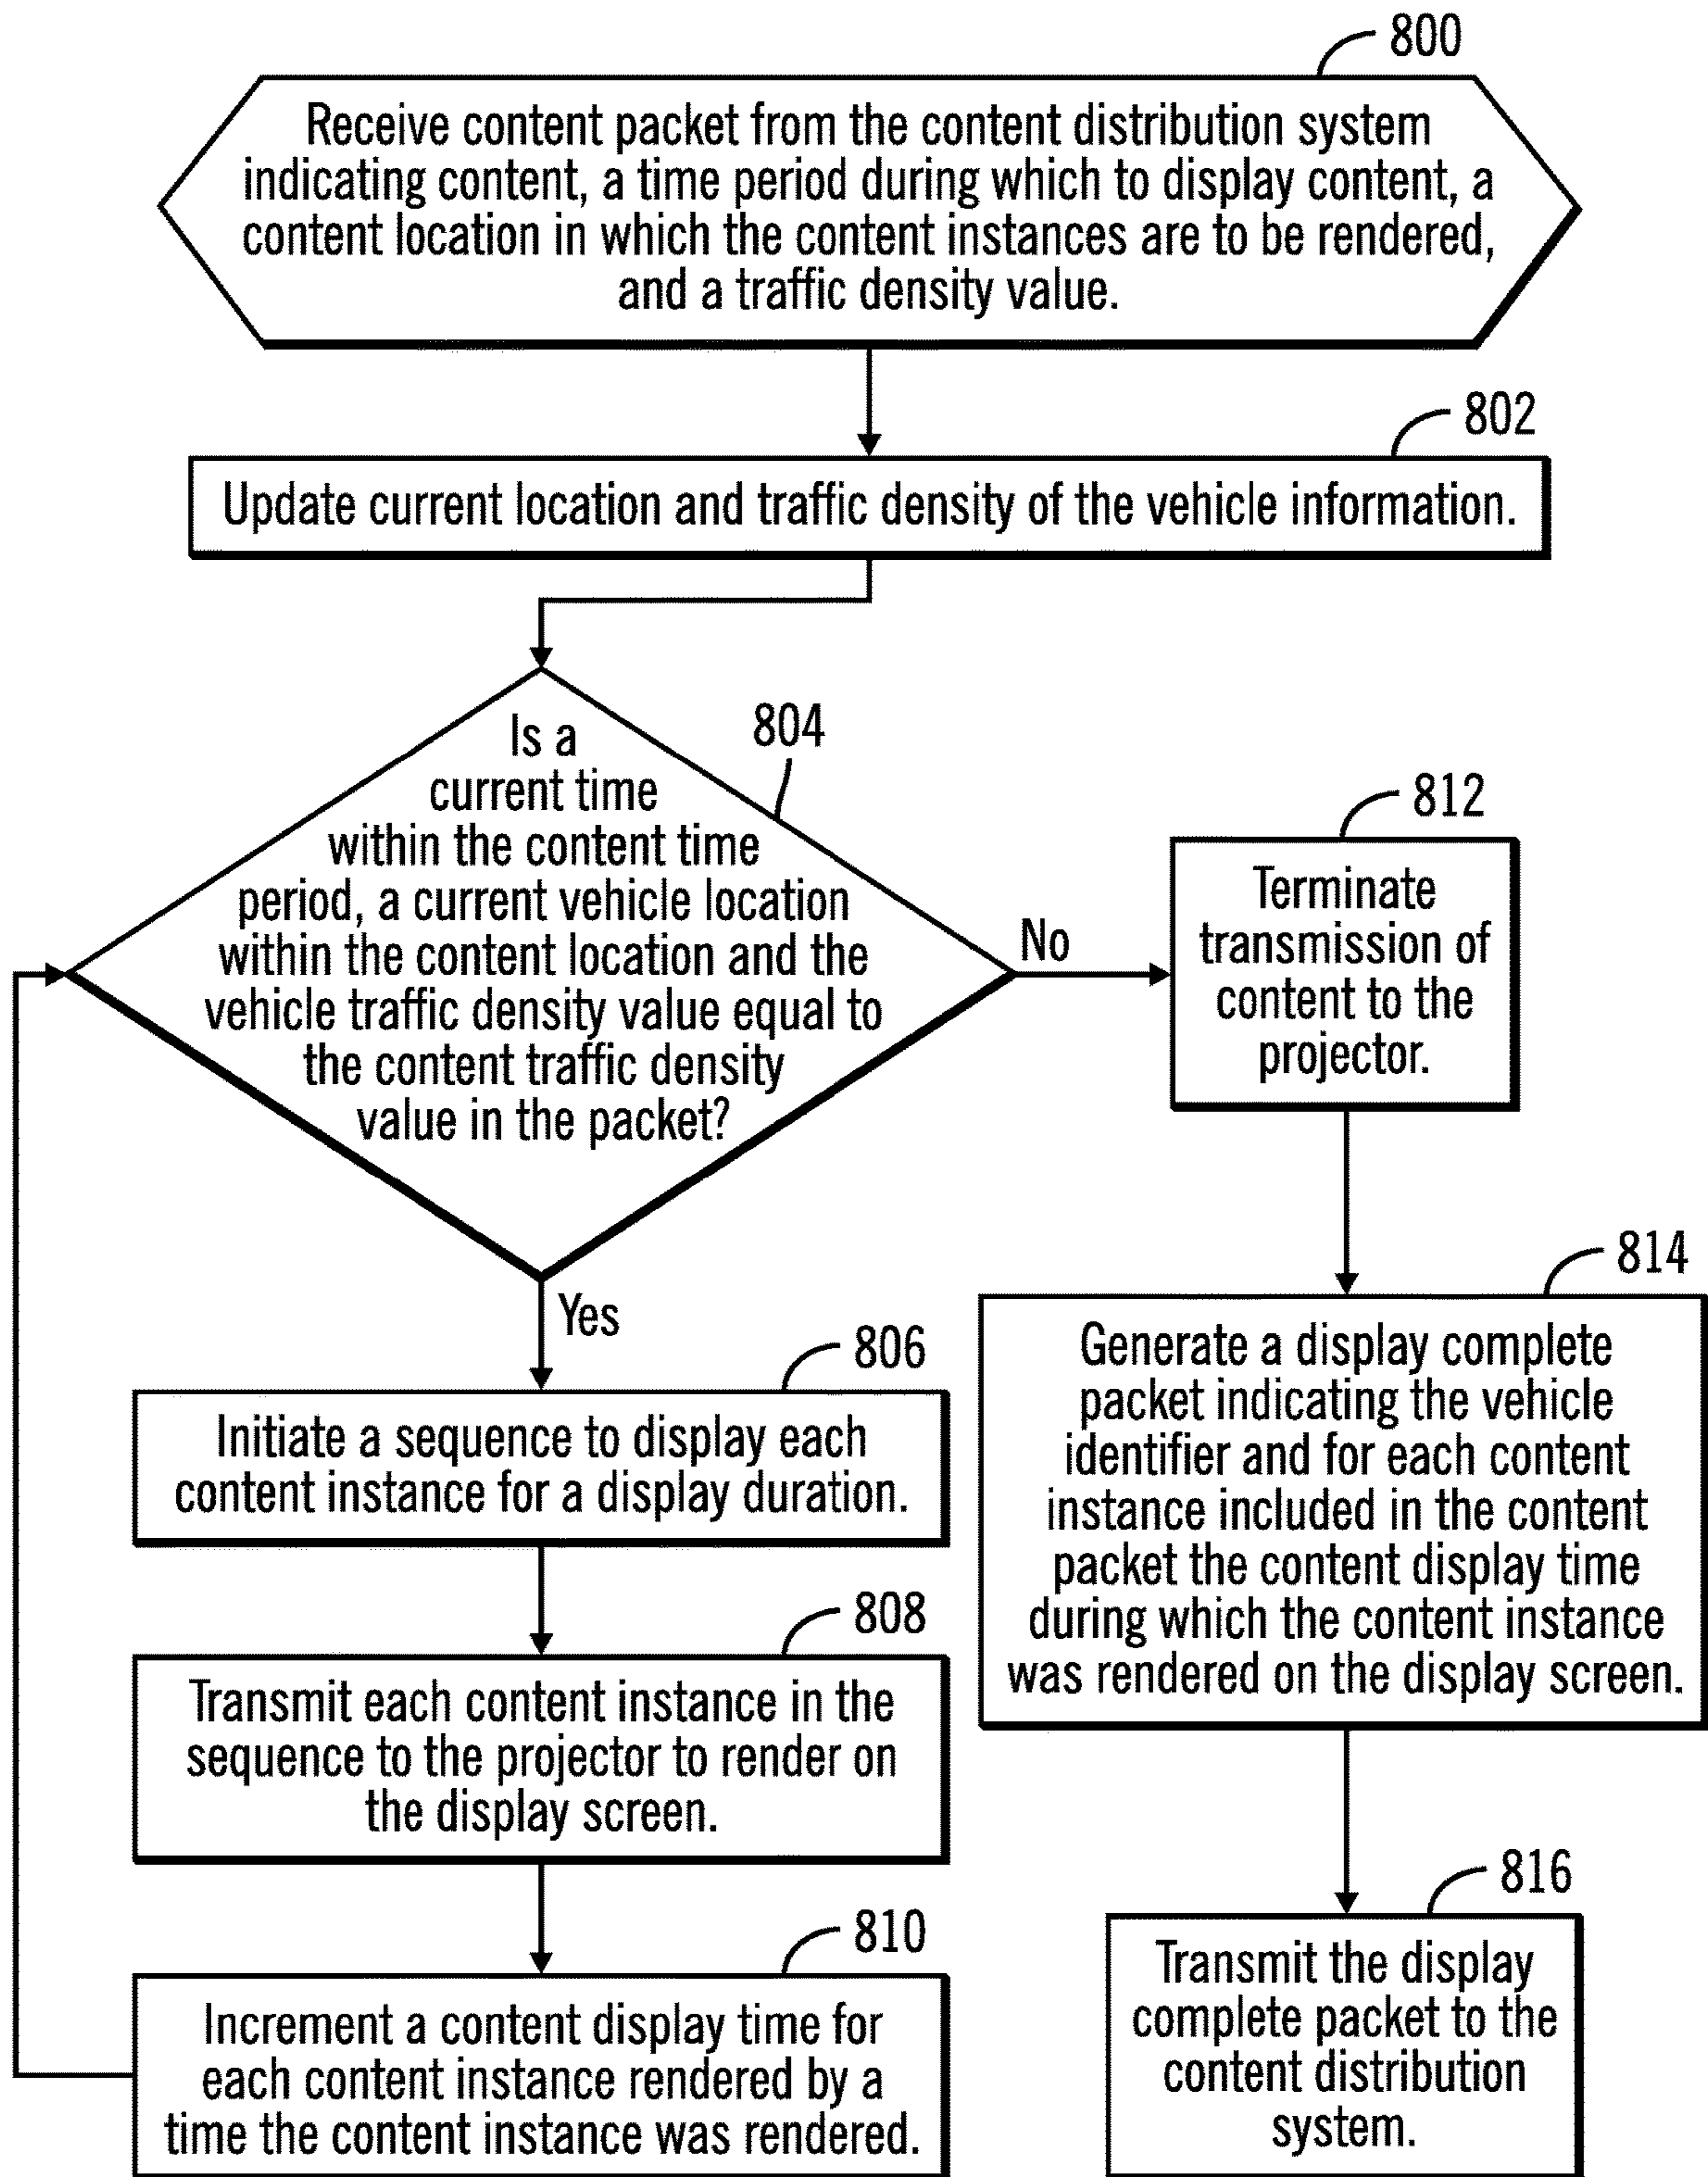 800
Receive content packet from the content distribution system
indicating content, a time period during which to display content, a
content location in which the content instances are to be rendered,
and a traffic density value.
802
Update current location and traffic density of the vehicle information.
804
Is a
current time
within the content time
period, a current vehicle location
within the content location and the
vehicle traffic density value equal to
the content traffic density
value in the packet?
No
Yes
806
Initiate a sequence to display each
content instance for a display duration.
808
Transmit each content instance in the
sequence to the projector to render on
the display screen.
810
Increment a content display time for
each content instance rendered by a
time the content instance was rendered.
812
Terminate
transmission of
content to the
projector.
814
Generate a display complete
packet indicating the vehicle
identifier and for each content
instance included in the content
packet the content display time
during which the content instance
was rendered on the display screen.
816
Transmit the display
complete packet to the
content distribution
system.